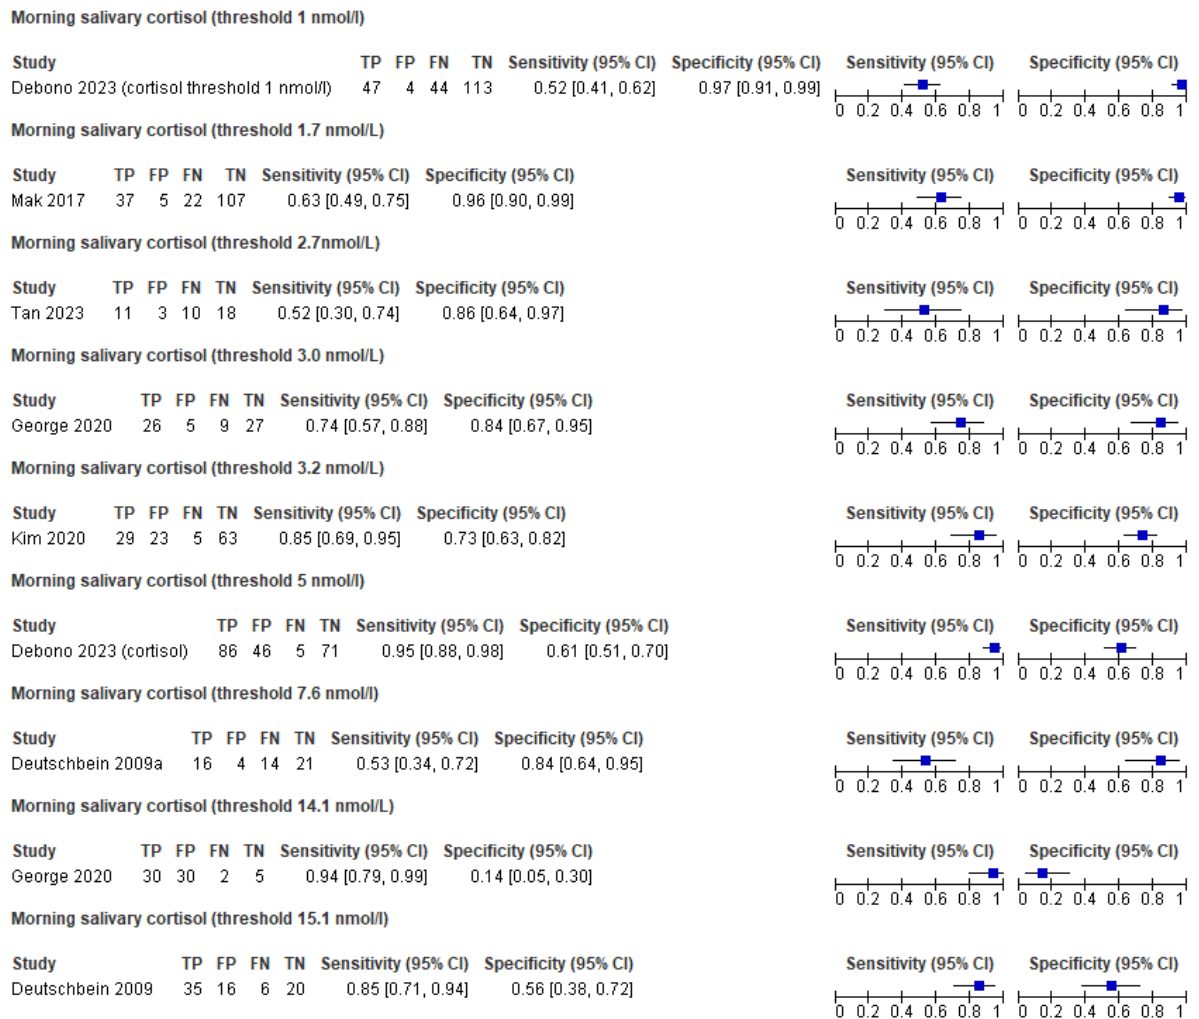 Morning salivary cortisol (threshold 1 nmol/l)
Study TP FP FN TN Sensitivity (95% CI) Specificity (95% CI) Sensitivity (95% CI) Specificity (95% CI)
Debono 2023 (cortisol threshold 1 nmol/l) 47 4 44 113 0.52 [0.41, 0.62] 0.97 [0.91, 0.99]
0 0.2 0.4 0.6 0.8 1 0 0.2 0.4 0.6 0.8 1
Morning salivary cortisol (threshold 1.7 nmol/L)
Study TP FP FN TN Sensitivity (95% CI) Specificity (95% CI) Sensitivity (95% CI) Specificity (95% CI)
Mak 2017 37 5 22 107 0.63 [0.49, 0.75] 0.96 [0.90, 0.99]
0 0.2 0.4 0.6 0.8 1 0 0.2 0.4 0.6 0.8 1
Morning salivary cortisol (threshold 2.7nmol/L)
Study TP FP FN TN Sensitivity (95% CI) Specificity (95% CI) Sensitivity (95% CI) Specificity (95% CI)
Tan 2023 11 3 10 18 0.52 [0.30, 0.74] 0.86 [0.64, 0.97]
0 0.2 0.4 0.6 0.8 1 0 0.2 0.4 0.6 0.8 1
Morning salivary cortisol (threshold 3.0 nmol/L)
Study TP FP FN TN Sensitivity (95% CI) Specificity (95% CI) Sensitivity (95% CI) Specificity (95% CI)
George 2020 26 5 9 27 0.74 [0.57, 0.88] 0.84 [0.67, 0.95]
0 0.2 0.4 0.6 0.8 1 0 0.2 0.4 0.6 0.8 1
Morning salivary cortisol (threshold 3.2 nmol/L)
Study TP FP FN TN Sensitivity (95% CI) Specificity (95% CI) Sensitivity (95% CI) Specificity (95% CI)
Kim 2020 29 23 5 63 0.85 [0.69, 0.95] 0.73 [0.63, 0.82]
0 0.2 0.4 0.6 0.8 1 0 0.2 0.4 0.6 0.8 1
Morning salivary cortisol (threshold 5 nmol/l)
Study TP FP FN TN Sensitivity (95% CI) Specificity (95% CI) Sensitivity (95% CI) Specificity (95% CI)
Debono 2023 (cortisol) 86 46 5 71 0.95 [0.88, 0.98] 0.61 [0.51, 0.70]
0 0.2 0.4 0.6 0.8 1 0 0.2 0.4 0.6 0.8 1
Morning salivary cortisol (threshold 7.6 nmol/l)
Study TP FP FN TN Sensitivity (95% CI) Specificity (95% CI) Sensitivity (95% CI) Specificity (95% CI)
Deutschbein 2009a 16 4 14 21 0.53 [0.34, 0.72] 0.84 [0.64, 0.95]
0 0.2 0.4 0.6 0.8 1 0 0.2 0.4 0.6 0.8 1
Morning salivary cortisol (threshold 14.1 nmol/L)
Study TP FP FN TN Sensitivity (95% CI) Specificity (95% CI) Sensitivity (95% CI) Specificity (95% CI)
George 2020 30 30 2 5 0.94 [0.79, 0.99] 0.14 [0.05, 0.30]
0 0.2 0.4 0.6 0.8 1 0 0.2 0.4 0.6 0.8 1
Morning salivary cortisol (threshold 15.1 nmol/l)
Study TP FP FN TN Sensitivity (95% CI) Specificity (95% CI) Sensitivity (95% CI) Specificity (95% CI)
Deutschbein 2009 35 16 6 20 0.85 [0.71, 0.94] 0.56 [0.38, 0.72]
0 0.2 0.4 0.6 0.8 1 0 0.2 0.4 0.6 0.8 1